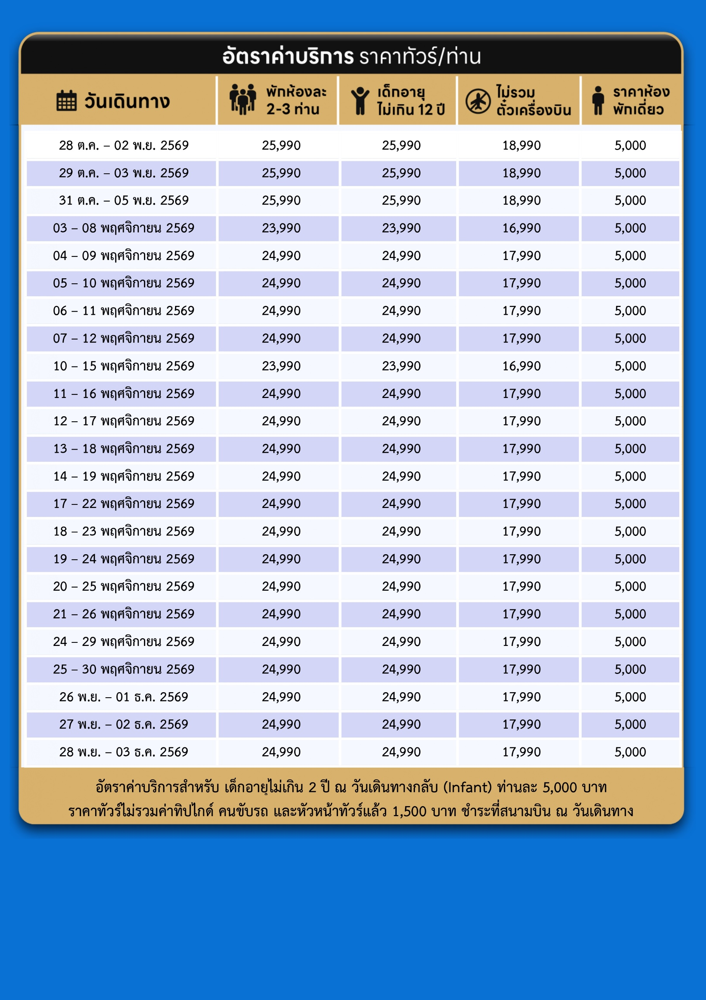 อัตราค่าบริการ ราคาทัวร์/ท่าน
วันเดินทาง พักห้องละ 2-3 ท่าน เด็กอายุ ไม่เกิน 12 ปี ไม่รวม ตั๋วเครื่องบิน ราคาห้อง พักเดี่ยว
28 ต.ค. – 02 พ.ย. 2569 25,990 25,990 18,990 5,000
29 ต.ค. – 03 พ.ย. 2569 25,990 25,990 18,990 5,000
31 ต.ค. – 05 พ.ย. 2569 25,990 25,990 18,990 5,000
03 – 08 พฤศจิกายน 2569 23,990 23,990 16,990 5,000
04 – 09 พฤศจิกายน 2569 24,990 24,990 17,990 5,000
05 – 10 พฤศจิกายน 2569 24,990 24,990 17,990 5,000
06 – 11 พฤศจิกายน 2569 24,990 24,990 17,990 5,000
07 – 12 พฤศจิกายน 2569 24,990 24,990 17,990 5,000
10 – 15 พฤศจิกายน 2569 23,990 23,990 16,990 5,000
11 – 16 พฤศจิกายน 2569 24,990 24,990 17,990 5,000
12 – 17 พฤศจิกายน 2569 24,990 24,990 17,990 5,000
13 – 18 พฤศจิกายน 2569 24,990 24,990 17,990 5,000
14 – 19 พฤศจิกายน 2569 24,990 24,990 17,990 5,000
17 – 22 พฤศจิกายน 2569 24,990 24,990 17,990 5,000
18 – 23 พฤศจิกายน 2569 24,990 24,990 17,990 5,000
19 – 24 พฤศจิกายน 2569 24,990 24,990 17,990 5,000
20 – 25 พฤศจิกายน 2569 24,990 24,990 17,990 5,000
21 – 26 พฤศจิกายน 2569 24,990 24,990 17,990 5,000
24 – 29 พฤศจิกายน 2569 24,990 24,990 17,990 5,000
25 – 30 พฤศจิกายน 2569 24,990 24,990 17,990 5,000
26 พ.ย. – 01 ธ.ค. 2569 24,990 24,990 17,990 5,000
27 พ.ย. – 02 ธ.ค. 2569 24,990 24,990 17,990 5,000
28 พ.ย. – 03 ธ.ค. 2569 24,990 24,990 17,990 5,000
อัตราค่าบริการสำหรับ เด็กอายุไม่เกิน 2 ปี ณ วันเดินทางกลับ (Infant) ท่านละ 5,000 บาท
ราคาทัวร์ไม่รวมค่าทิปไกด์ คนขับรถ และหัวหน้าทัวร์แล้ว 1,500 บาท ชำระที่สนามบิน ณ วันเดินทาง